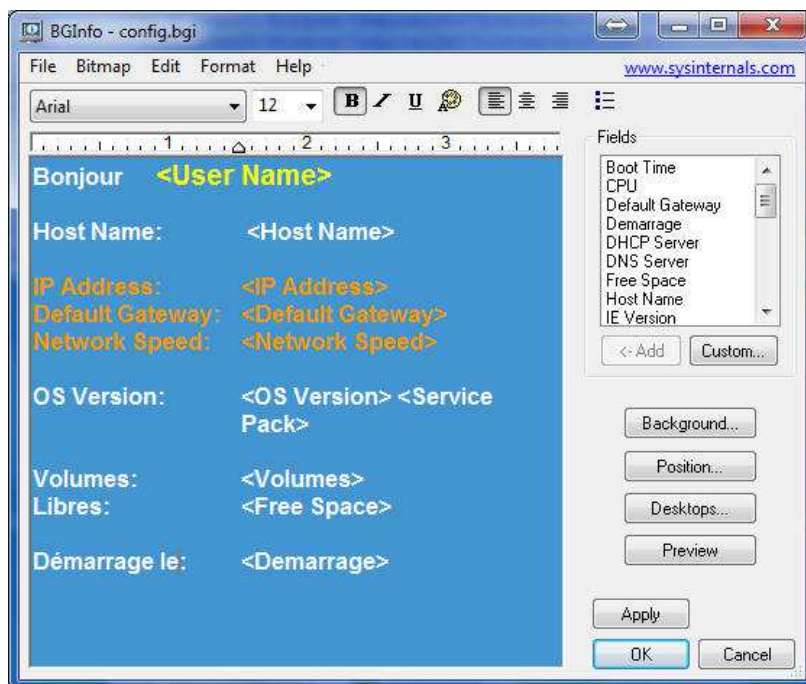 BGInfo - config.bgi
File Bitmap Edit Format Help
www.sysinternals.com
Arial 12 B I U
1 2 3
Bonjour <User Name>
Host Name: <Host Name>
IP Address: <IP Address>
Default Gateway: <Default Gateway>
Network Speed: <Network Speed>
OS Version: <OS Version> <Service
Pack>
Volumes: <Volumes>
Libres: <Free Space>
Démarrage le: <Demarrage>
Fields
Boot Time
CPU
Default Gateway
Demarrage
DHCP Server
DNS Server
Free Space
Host Name
IE Version
<- Add Custom...
Background...
Position...
Desktops...
Preview
Apply
OK Cancel